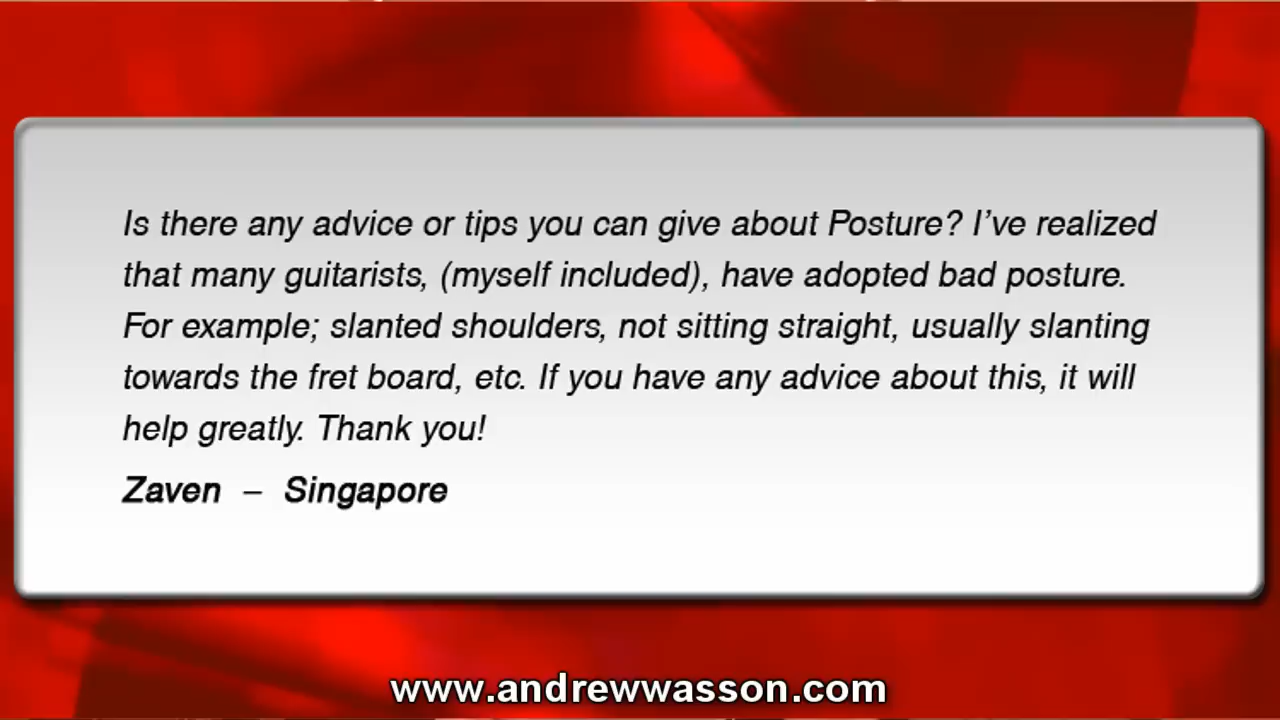 Is there any advice or tips you can give about Posture? I've realized
that many guitarists, (myself included), have adopted bad posture.
For example; slanted shoulders, not sitting straight, usually slanting
towards the fret board, etc. If you have any advice about this, it will
help greatly. Thank you!
Zaven – Singapore
www.andrewwasson.com